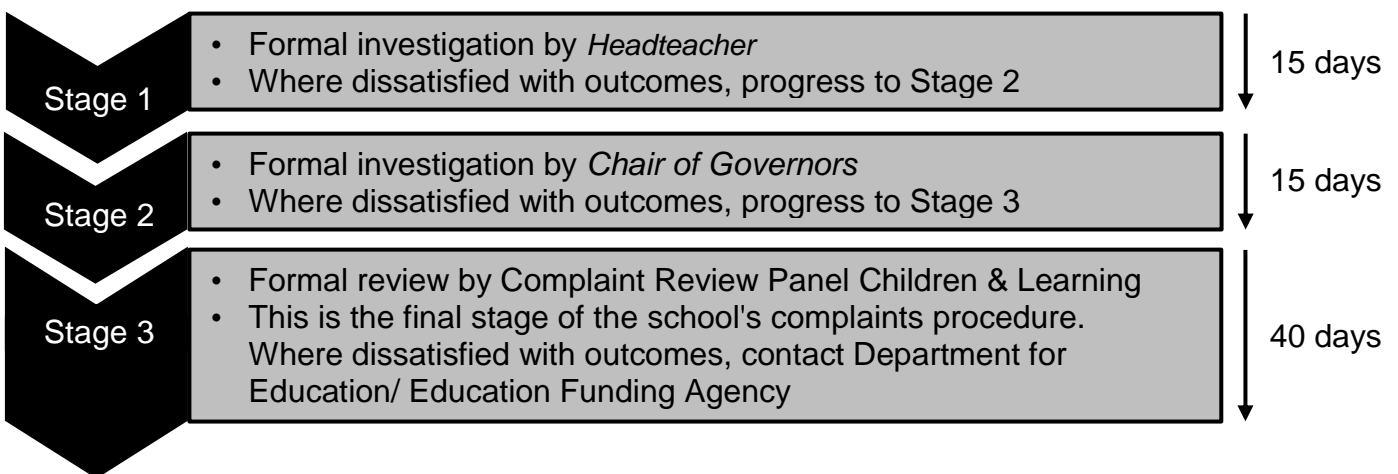 Stage 1
• Formal investigation by Headteacher
• Where dissatisfied with outcomes, progress to Stage 2
15 days
Stage 2
• Formal investigation by Chair of Governors
• Where dissatisfied with outcomes, progress to Stage 3
15 days
Stage 3
• Formal review by Complaint Review Panel Children & Learning
• This is the final stage of the school's complaints procedure.
Where dissatisfied with outcomes, contact Department for
Education/ Education Funding Agency
40 days